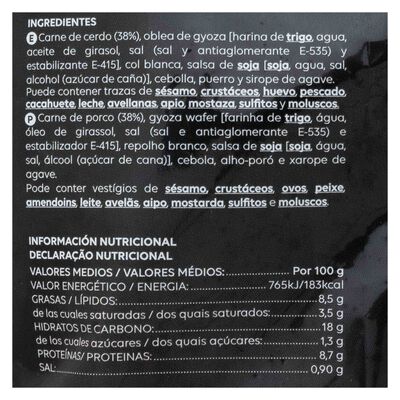 INGREDIENTES
E Carne de cerdo (38%), oblea de gyoza [harina de trigo, agua,
aceite de girasol, sal (sal y antiaglomerante E-535) y
estabilizante E-415], col blanca, salsa de soja [soja, agua, sal,
alcohol (azúcar de caña)], cebolla, puerro y sirope de agave.
Puede contener trazas de sésamo, crustáceos, huevo, pescado,
cacahuete, leche, avellanas, apio, mostaza, sulfitos y moluscos.
P Carne de porco (38%), gyoza wafer [farinha de trigo, água,
óleo de girassol, sal (sal e antiaglomerante E-535) e
estabilizador E-415], repolho branco, salsa de soja [soja, água,
sal, álcool (açúcar de cana)], cebola, alho-poró e xarope de
agave.
Pode conter vestígios de sésamo, crustáceos, ovos, peixe,
amendoins, leite, avelãs, aipo, mostarda, sulfitos e moluscos.
INFORMACIÓN NUTRICIONAL
DECLARAÇÃO NUTRICIONAL
VALORES MEDIOS / VALORES MÉDIOS: Por 100 g
VALOR ENERGÉTICO / ENERGIA: 765kJ/183kcal
GRASAS / LÍPIDOS: 8,5 g
de las cuales saturadas / dos quais saturados: 3,5 g
HIDRATOS DE CARBONO: 18 g
de los cuales azúcares / dos quais açúcares: 1,3 g
PROTEÍNAS/ PROTEINAS: 8,7 g
SAL: 0,90 g